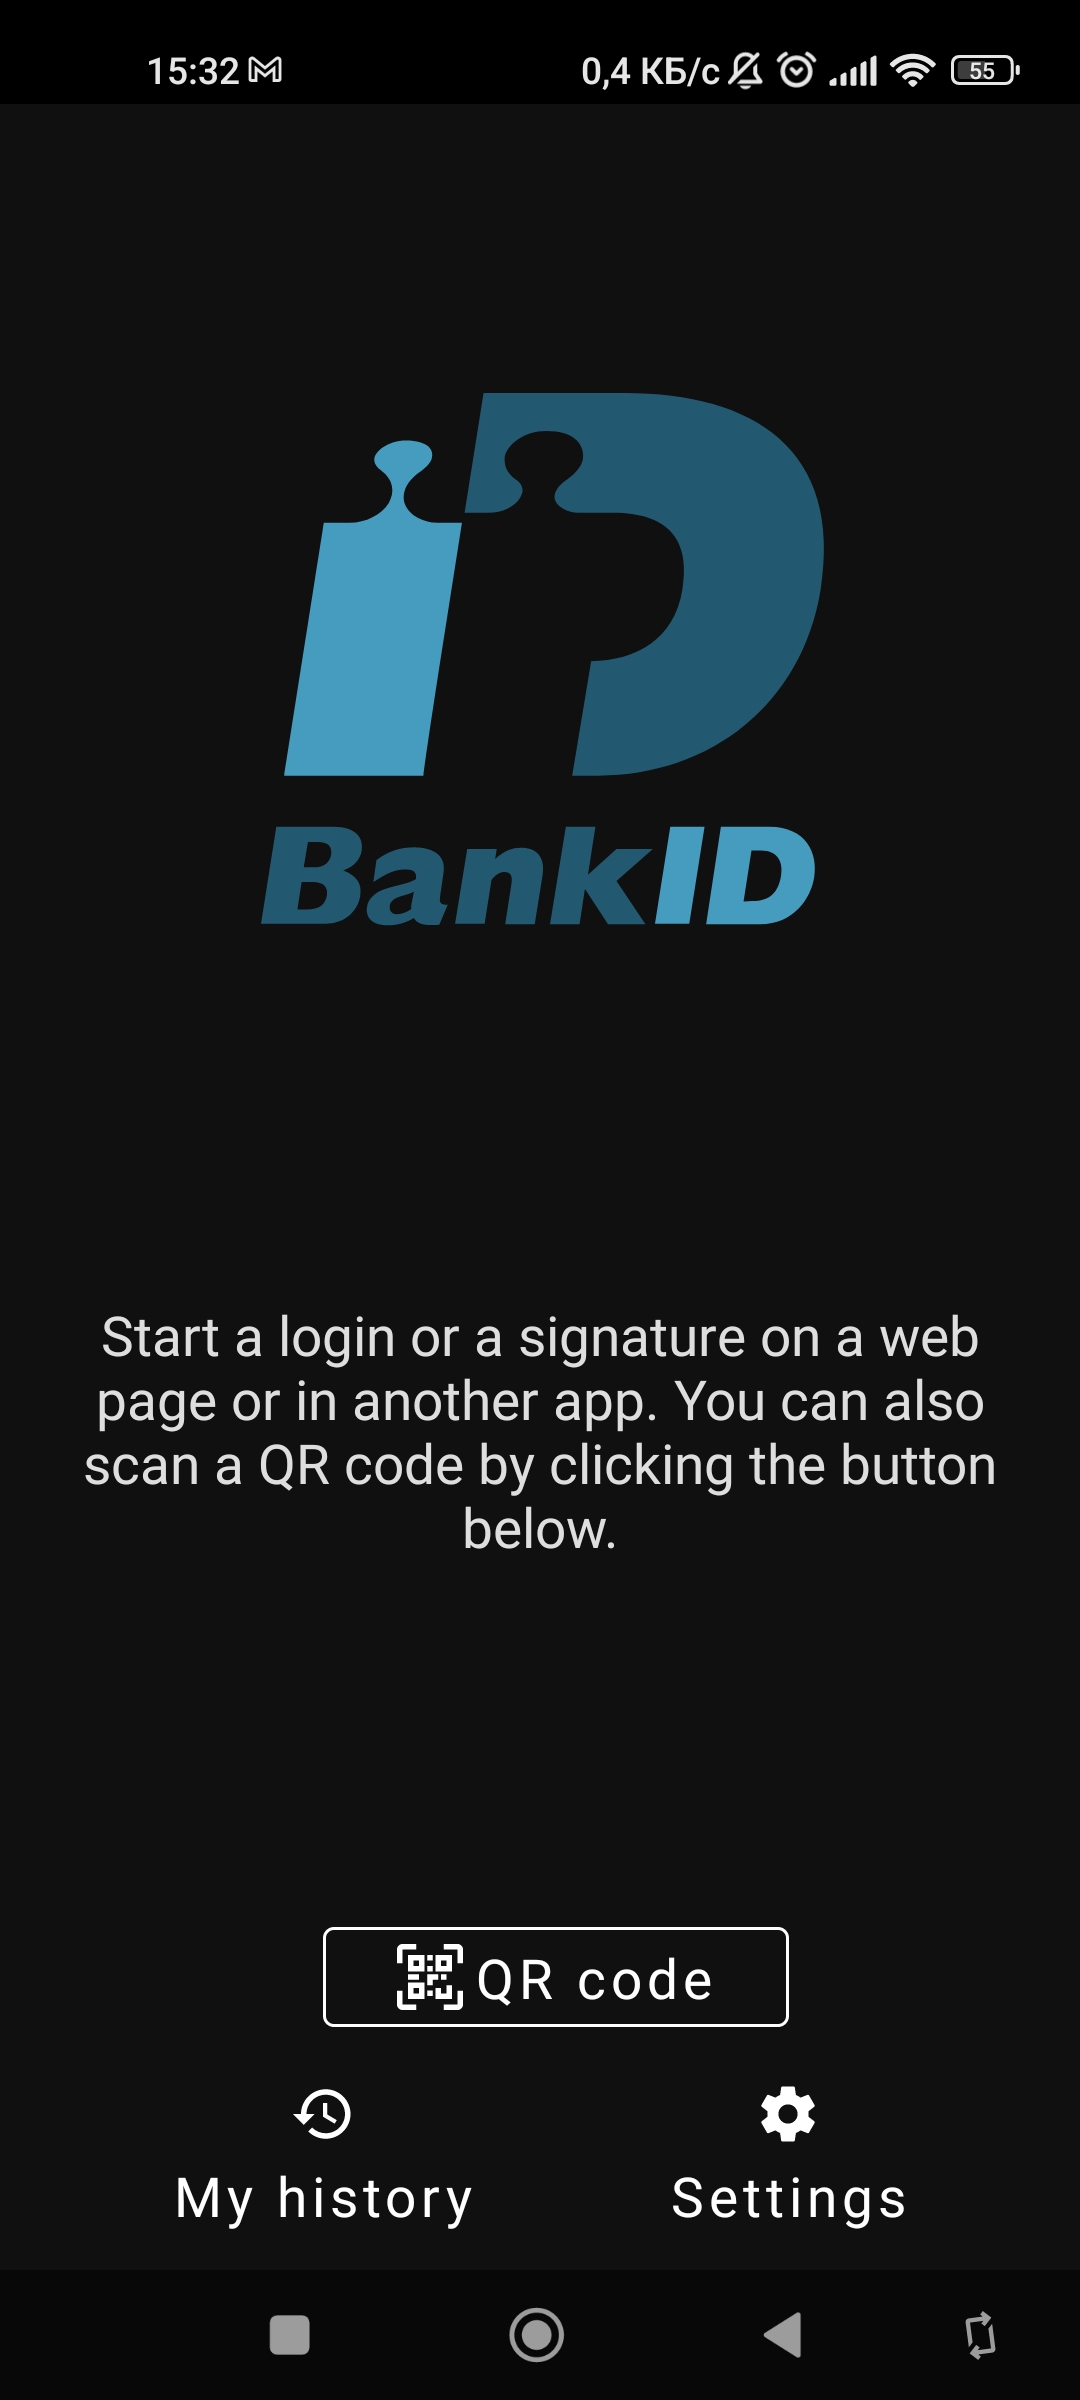 15:32 0,4 КБ/с 55
BankID
Start a login or a signature on a web
page or in another app. You can also
scan a QR code by clicking the button
below.
QR code
My history Settings